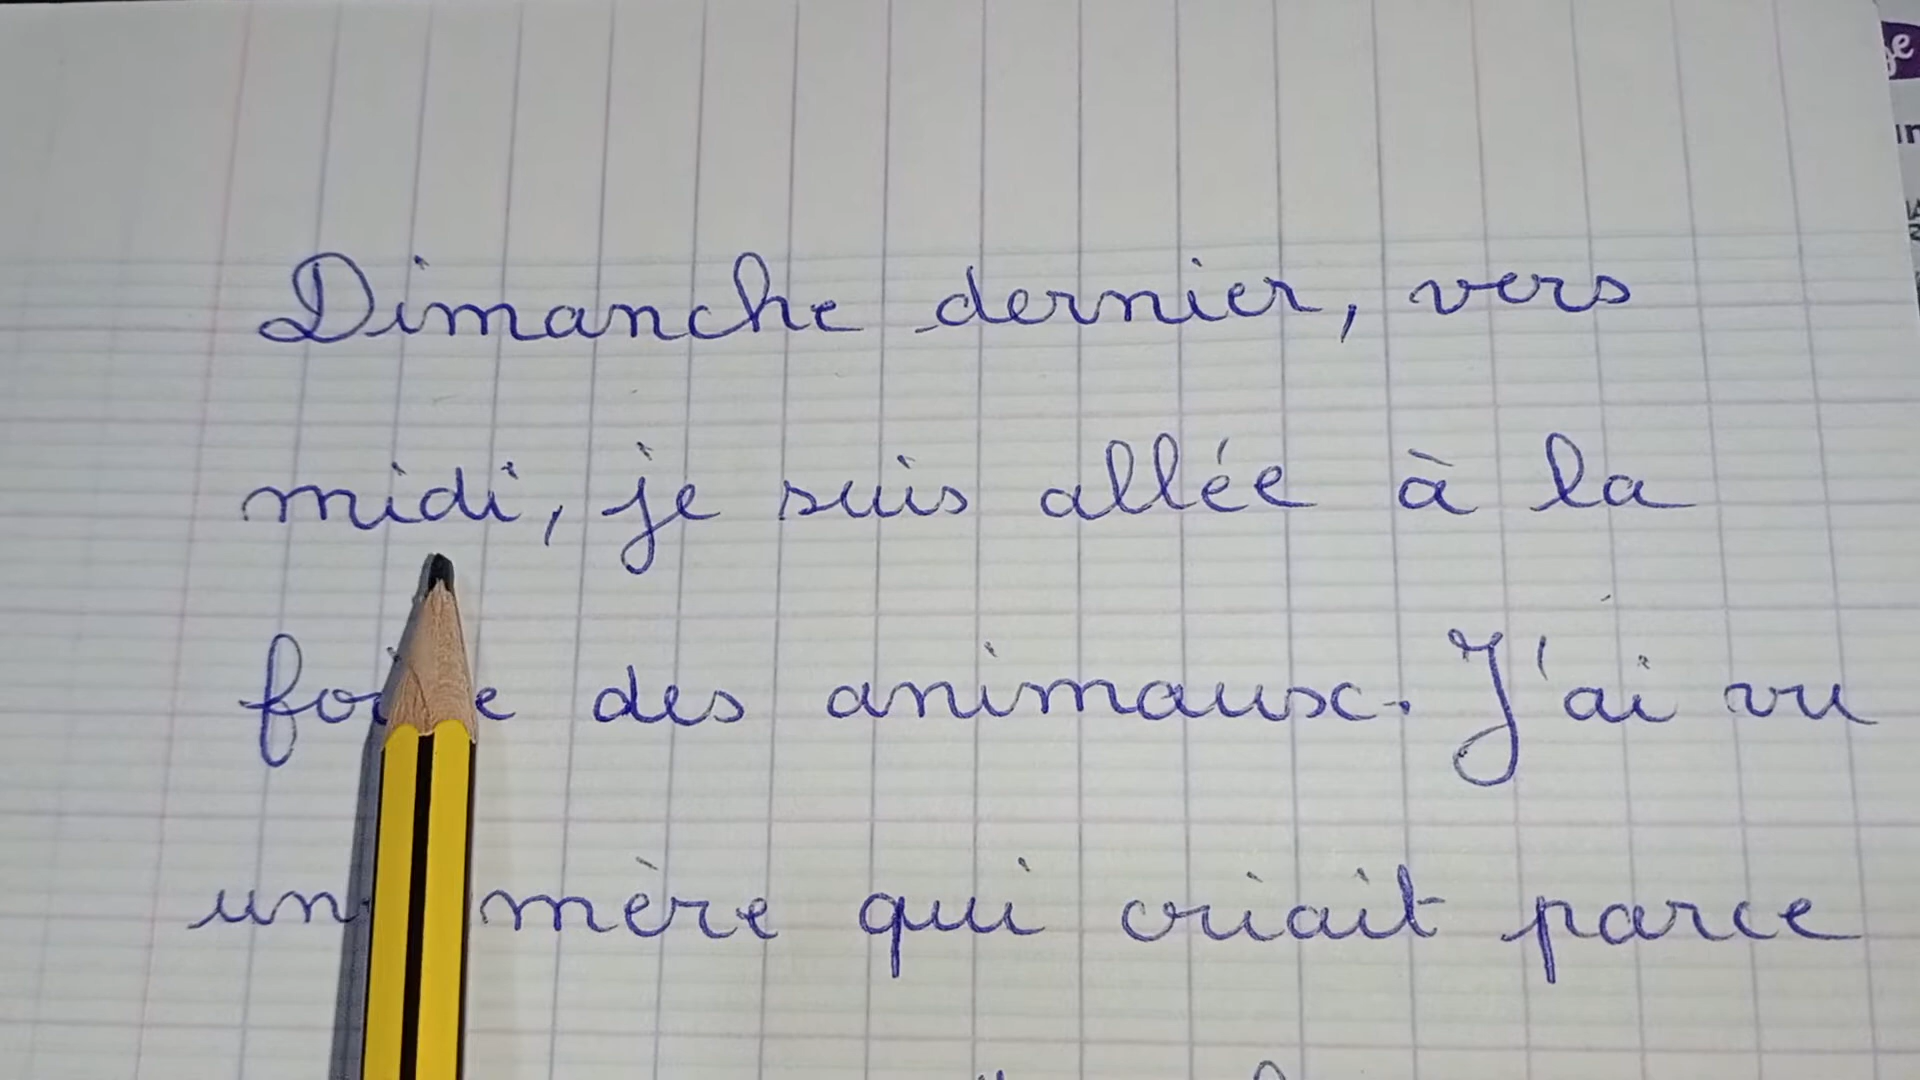 Dimanche dernier, vers
midi, je suis allée à la
des animaux. J'ai vu
mère qui criait parce